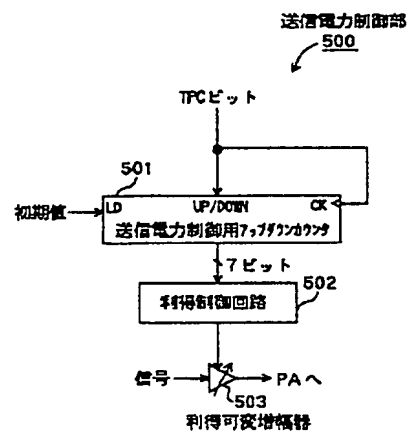 送信電力制御部
500
TPCビット
501
初期値
LD UP/DOWN CK
送信電力制御用アップダウンカウンタ
7ビット
502
利得制御回路
信号
PAへ
503
利得可変増幅器